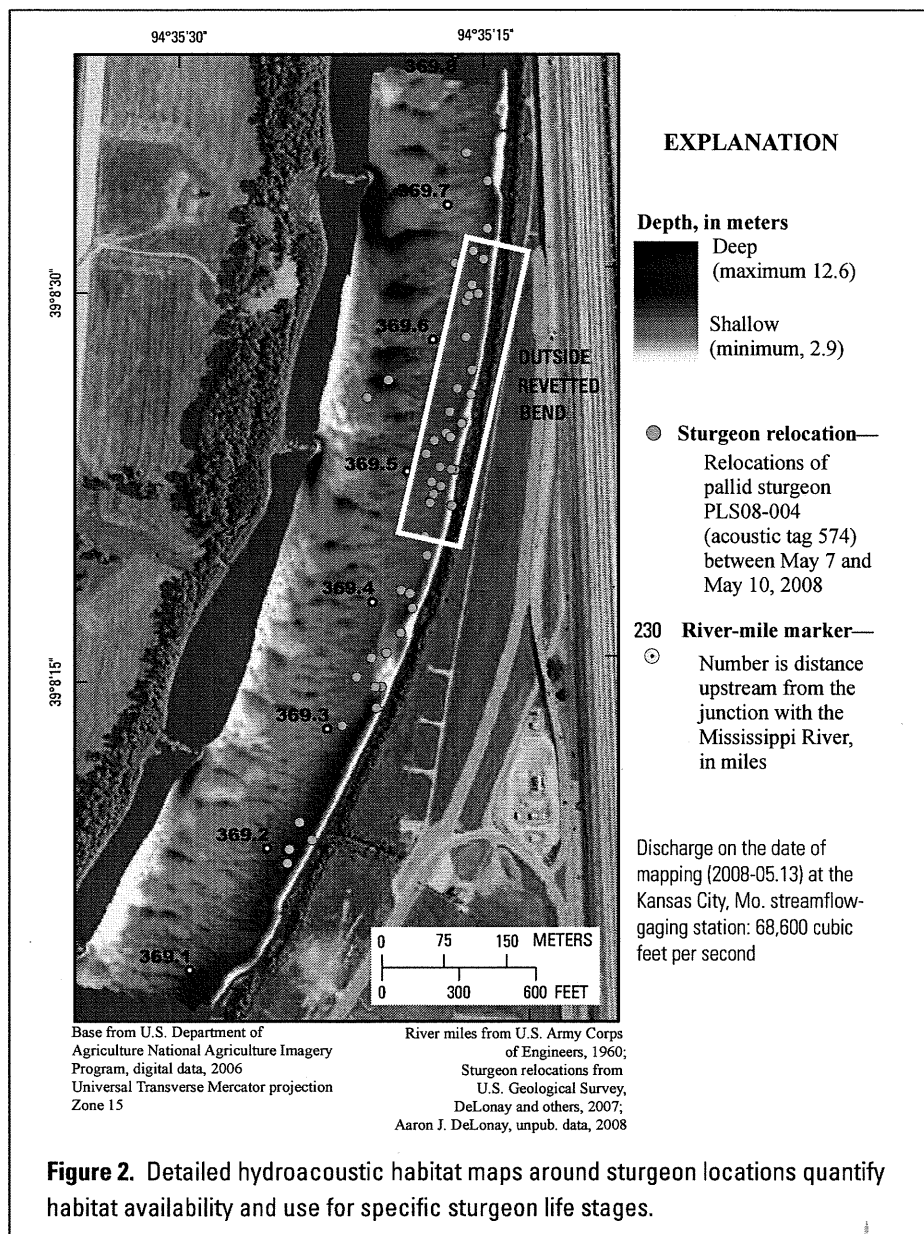 94°35'30"
94°35'15"
369.8
369.7
39°8'30"
369.6
OUTSIDE
REVETTED
BEND
369.5
369.4
39°8'15"
369.3
369.2
369.1
0 75 150 METERS
0 300 600 FEET
EXPLANATION
Depth, in meters
Deep
(maximum 12.6)
Shallow
(minimum, 2.9)
Sturgeon relocation—
Relocations of
pallid sturgeon
PLS08-004
(acoustic tag 574)
between May 7 and
May 10, 2008
230 River-mile marker—
Number is distance
upstream from the
junction with the
Mississippi River,
in miles
Discharge on the date of
mapping (2008-05.13) at the
Kansas City, Mo. streamflow-
gaging station: 68,600 cubic
feet per second
Base from U.S. Department of
Agriculture National Agriculture Imagery
Program, digital data, 2006
Universal Transverse Mercator projection
Zone 15
River miles from U.S. Army Corps
of Engineers, 1960;
Sturgeon relocations from
U.S. Geological Survey,
DeLonay and others, 2007;
Aaron J. DeLonay, unpub. data, 2008
Figure 2. Detailed hydroacoustic habitat maps around sturgeon locations quantify
habitat availability and use for specific sturgeon life stages.